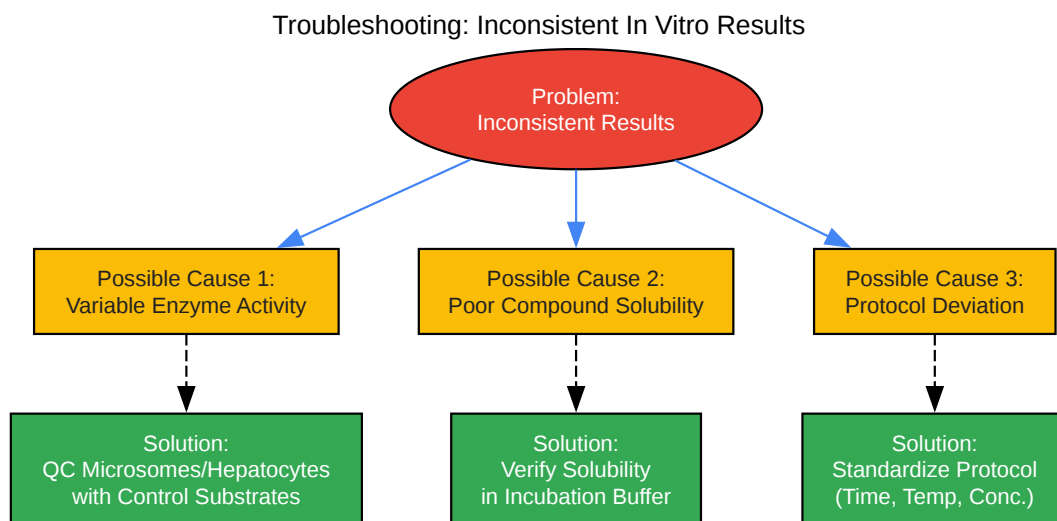 Troubleshooting: Inconsistent In Vitro Results
Problem:
Inconsistent Results
Possible Cause 1:
Variable Enzyme Activity
Possible Cause 2:
Poor Compound Solubility
Possible Cause 3:
Protocol Deviation
Solution:
QC Microsomes/Hepatocytes
with Control Substrates
Solution:
Verify Solubility
in Incubation Buffer
Solution:
Standardize Protocol
(Time, Temp, Conc.)